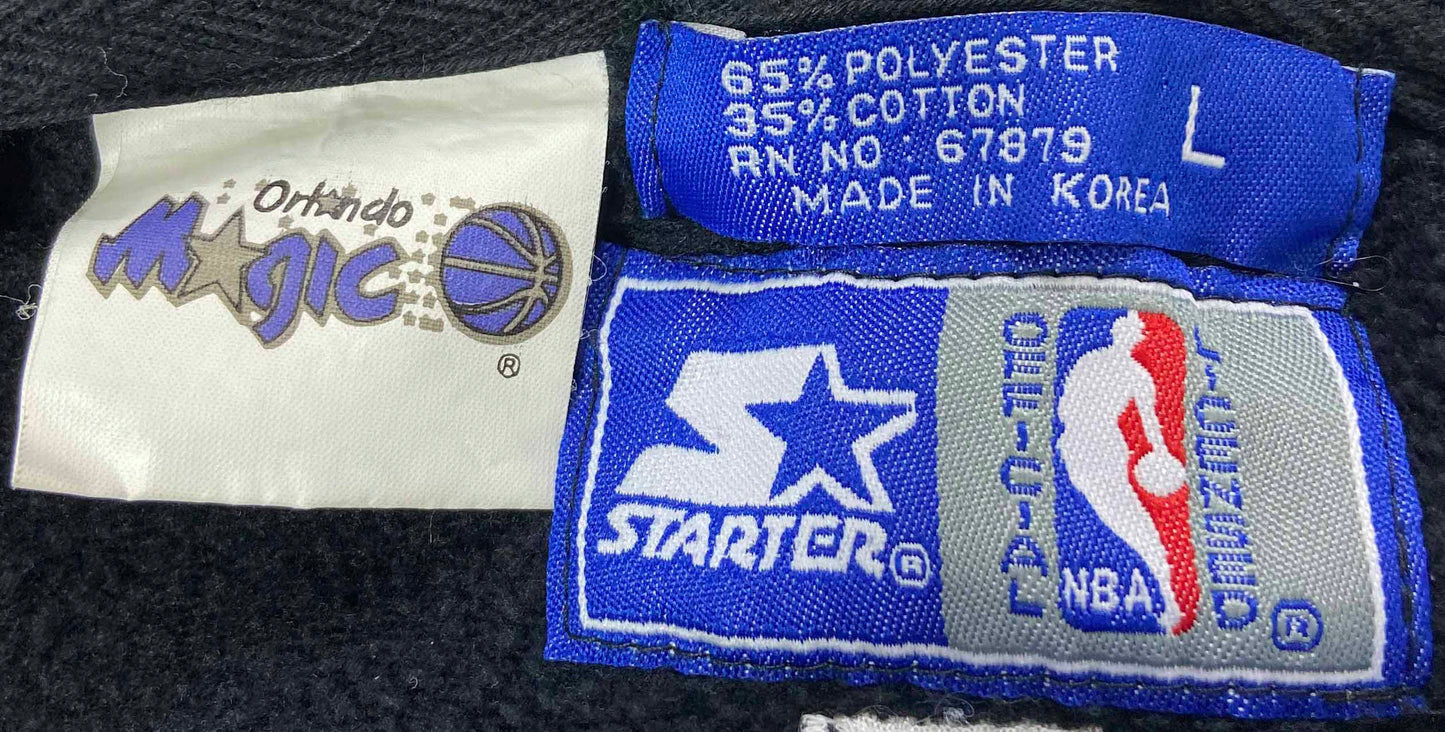 Orlando
MAGIC
®
65% POLYESTER
35% COTTON
RN NO : 67879
MADE IN KOREA
L
STARTER®
OFFICIAL
NBA
LICENSED
®